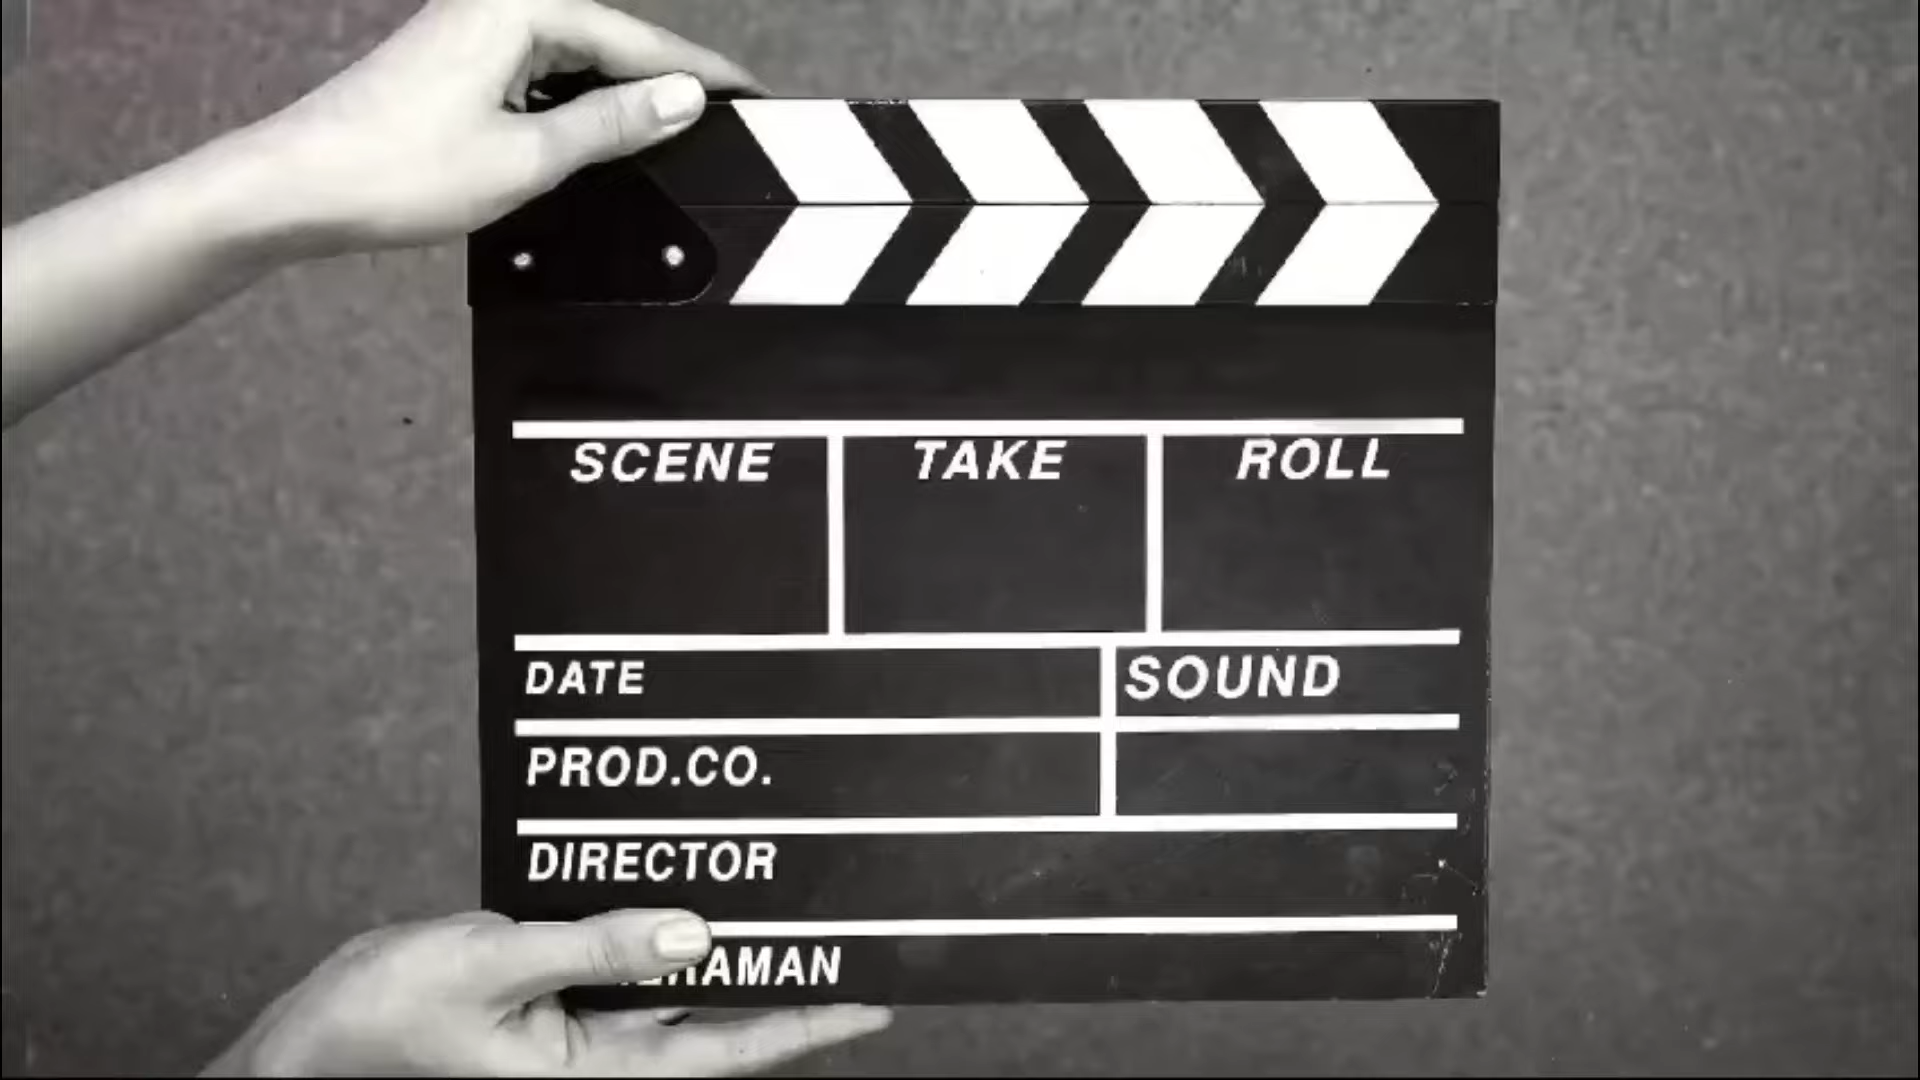 SCENE TAKE ROLL
DATE SOUND
PROD.CO.
DIRECTOR